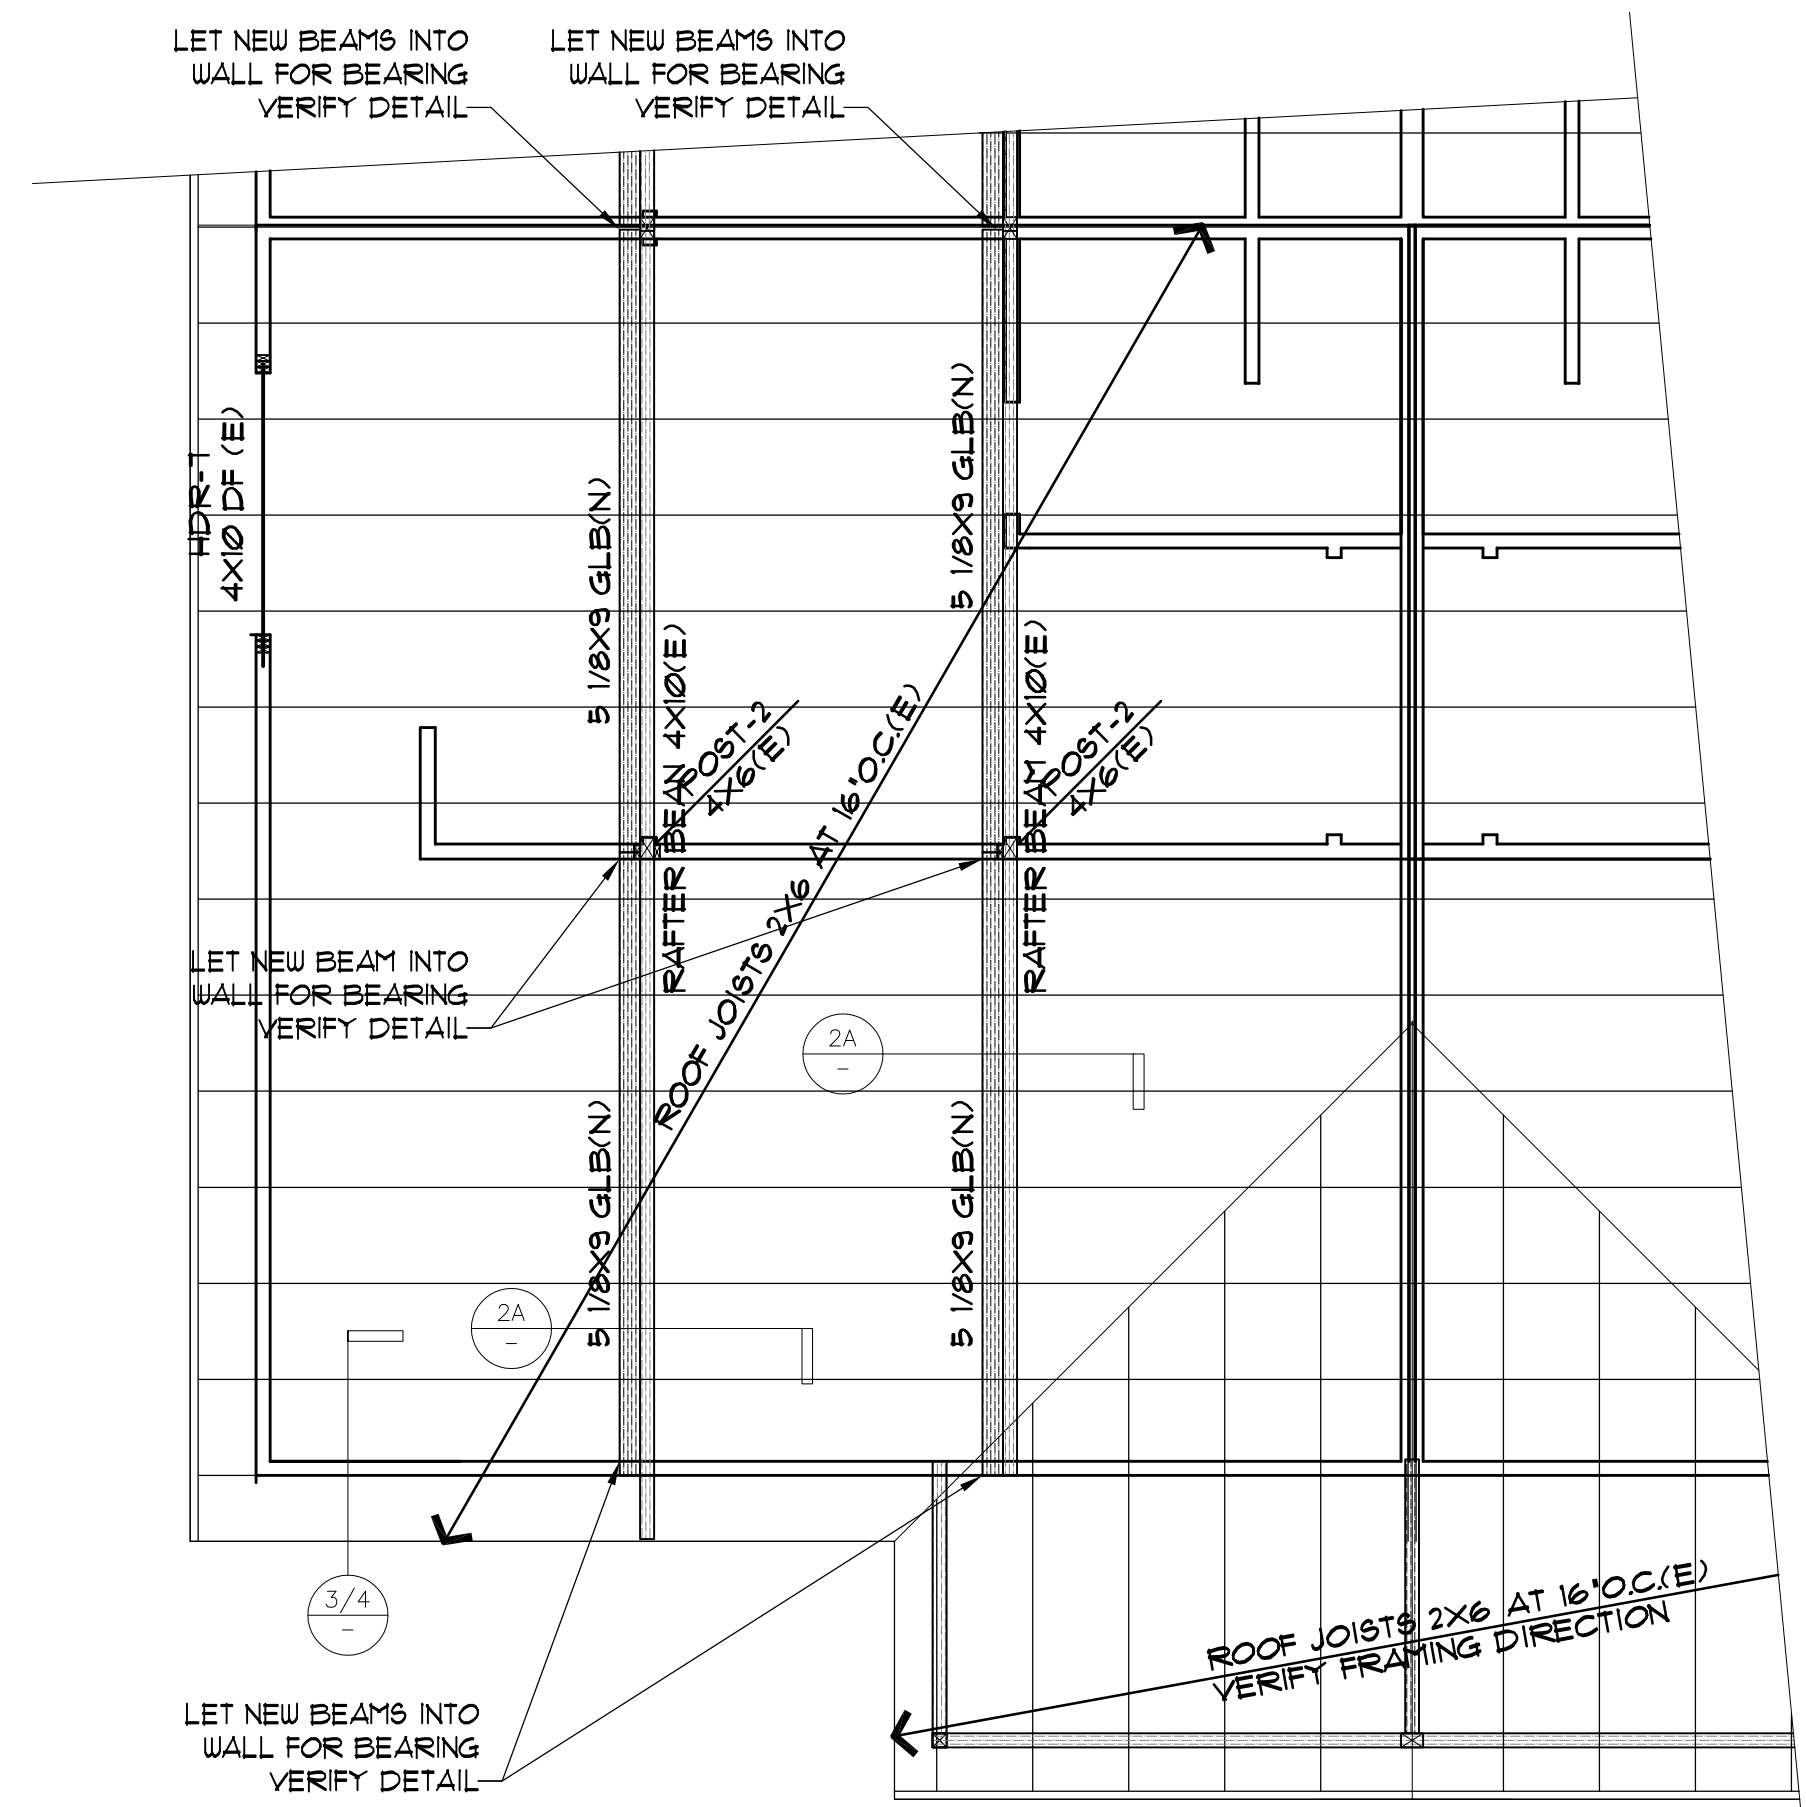 LET NEW BEAMS INTO
WALL FOR BEARING
VERIFY DETAIL
LET NEW BEAMS INTO
WALL FOR BEARING
VERIFY DETAIL
HDR-1
4X10 DF (E)
5 1/8X9 GLB(N)
5 1/8X9 GLB(N)
RAFTER BEAM 4X10(E)
POST-2
4X6(E)
ROOF JOISTS 2X6 AT 16"O.C.(E)
RAFTER BEAM 4X10(E)
POST-2
4X6(E)
LET NEW BEAM INTO
WALL FOR BEARING
VERIFY DETAIL
2A
-
5 1/8X9 GLB(N)
5 1/8X9 GLB(N)
2A
-
3/4
-
ROOF JOISTS 2X6 AT 16"O.C.(E)
VERIFY FRAMING DIRECTION
LET NEW BEAMS INTO
WALL FOR BEARING
VERIFY DETAIL